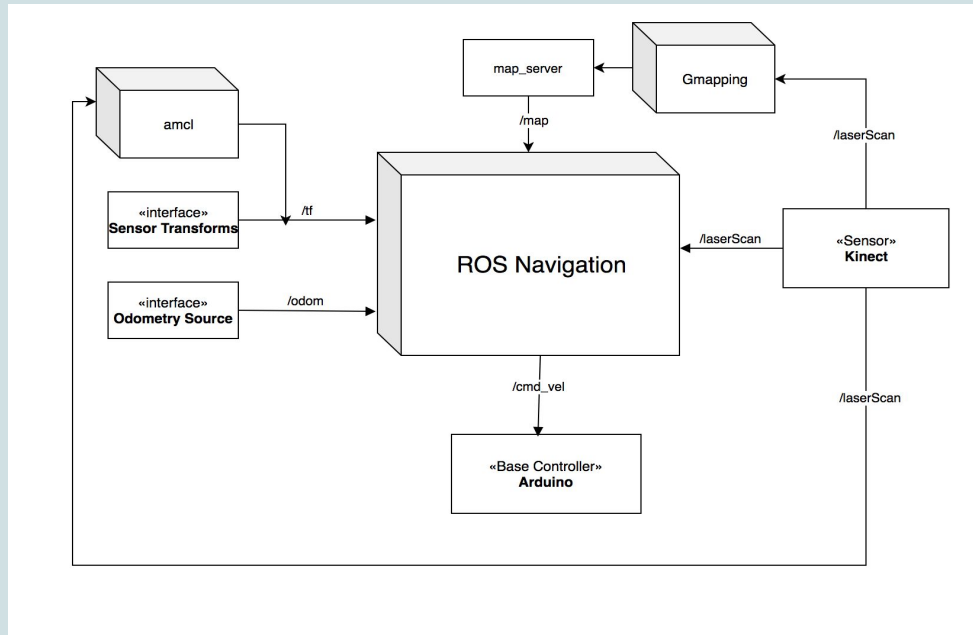 map_server
Gmapping
amcl
/map
/laserScan
«interface»
Sensor Transforms
/tf
ROS Navigation
/laserScan
«Sensor»
Kinect
«interface»
Odometry Source
/odom
/cmd_vel
/laserScan
«Base Controller»
Arduino